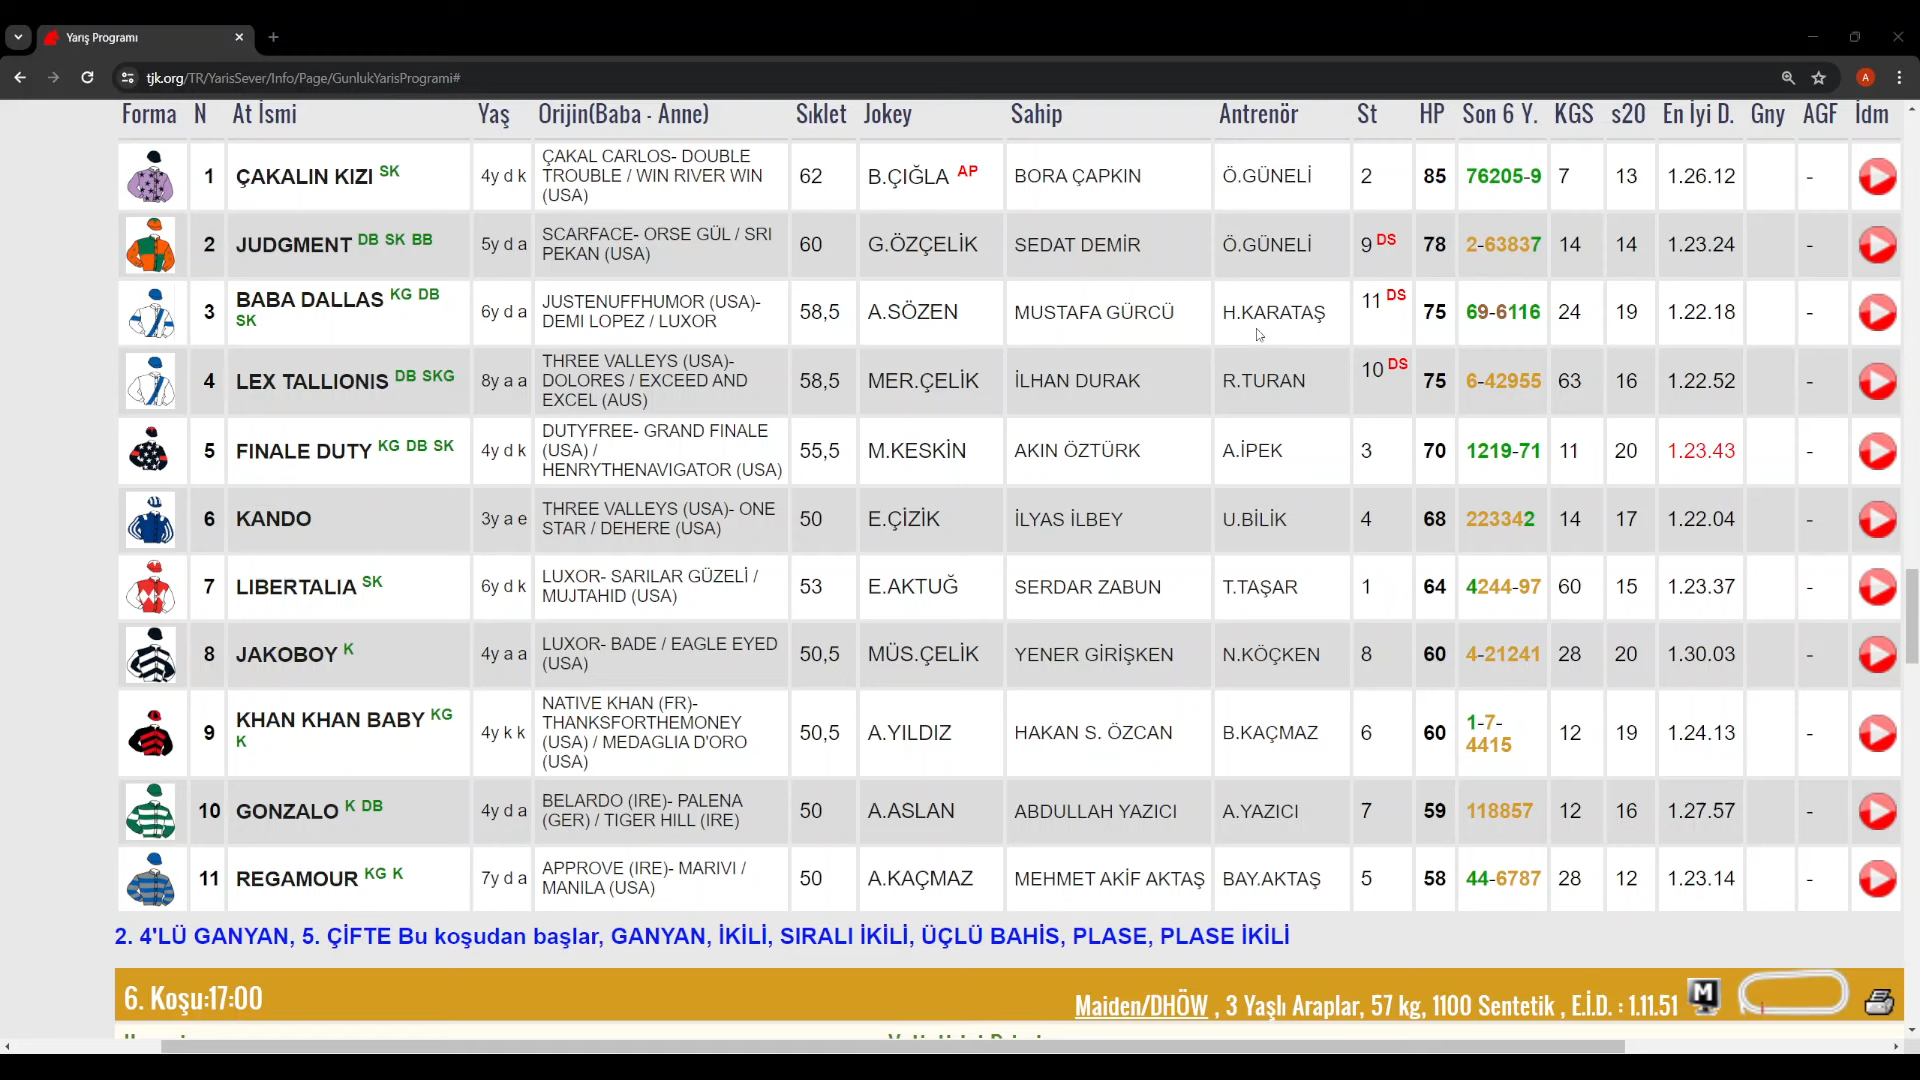 Yarış Programı
tjk.org/TR/YarisSever/Info/Page/GunlukYarisProgrami#
A
Forma N At İsmi Yaş Orijin(Baba - Anne) Sıklet Jokey Sahip Antrenör St HP Son 6 Y. KGS s20 En İyi D. Gny AGF İdm
1 ÇAKALIN KIZI SK 4y d k ÇAKAL CARLOS- DOUBLE TROUBLE / WIN RIVER WIN (USA) 62 B.ÇIĞLA AP BORA ÇAPKIN Ö.GÜNELİ 2 85 76205-9 7 13 1.26.12 -
2 JUDGMENT DB SK BB 5y d a SCARFACE- ORSE GÜL / SRI PEKAN (USA) 60 G.ÖZÇELİK SEDAT DEMİR Ö.GÜNELİ 9 DS 78 2-63837 14 14 1.23.24 -
3 BABA DALLAS KG DB SK 6y d a JUSTENUFFHUMOR (USA)- DEMI LOPEZ / LUXOR 58,5 A.SÖZEN MUSTAFA GÜRCÜ H.KARATAŞ 11 DS 75 69-6116 24 19 1.22.18 -
4 LEX TALLIONIS DB SKG 8y a a THREE VALLEYS (USA)- DOLORES / EXCEED AND EXCEL (AUS) 58,5 MER.ÇELİK İLHAN DURAK R.TURAN 10 DS 75 6-42955 63 16 1.22.52 -
5 FINALE DUTY KG DB SK 4y d k DUTYFREE- GRAND FINALE (USA) / HENRYTHENAVIGATOR (USA) 55,5 M.KESKİN AKIN ÖZTÜRK A.İPEK 3 70 1219-71 11 20 1.23.43 -
6 KANDO 3y a e THREE VALLEYS (USA)- ONE STAR / DEHERE (USA) 50 E.ÇİZİK İLYAS İLBEY U.BİLİK 4 68 223342 14 17 1.22.04 -
7 LIBERTALIA SK 6y d k LUXOR- SARILAR GÜZELİ / MUJTAHID (USA) 53 E.AKTUĞ SERDAR ZABUN T.TAŞAR 1 64 4244-97 60 15 1.23.37 -
8 JAKOBOY K 4y a a LUXOR- BADE / EAGLE EYED (USA) 50,5 MÜS.ÇELİK YENER GİRİŞKEN N.KÖÇKEN 8 60 4-21241 28 20 1.30.03 -
9 KHAN KHAN BABY KG K 4y k k NATIVE KHAN (FR)- THANKSFORTHEMONEY (USA) / MEDAGLIA D'ORO (USA) 50,5 A.YILDIZ HAKAN S. ÖZCAN B.KAÇMAZ 6 60 1-7-4415 12 19 1.24.13 -
10 GONZALO K DB 4y d a BELARDO (IRE)- PALENA (GER) / TIGER HILL (IRE) 50 A.ASLAN ABDULLAH YAZICI A.YAZICI 7 59 118857 12 16 1.27.57 -
11 REGAMOUR KG K 7y d a APPROVE (IRE)- MARIVI / MANILA (USA) 50 A.KAÇMAZ MEHMET AKİF AKTAŞ BAY.AKTAŞ 5 58 44-6787 28 12 1.23.14 -
2. 4'LÜ GANYAN, 5. ÇİFTE Bu koşudan başlar, GANYAN, İKİLİ, SIRALI İKİLİ, ÜÇLÜ BAHİS, PLASE, PLASE İKİLİ
6. Koşu:17:00
Maiden/DHÖW , 3 Yaşlı Araplar, 57 kg, 1100 Sentetik , E.İ.D. : 1.11.51
M